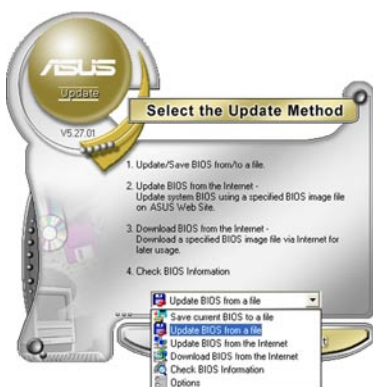 ASUS
Update
V5.27.01
Select the Update Method
1. Update/Save BIOS from/to a file.
2. Update BIOS from the Internet -
Update system BIOS using a specified BIOS image file
on ASUS Web Site.
3. Download BIOS from the Internet -
Download a specified BIOS image file via Internet for
later usage.
4. Check BIOS Information
Update BIOS from a file
Save current BIOS to a file
Update BIOS from a file
Update BIOS from the Internet
Download BIOS from the Internet
Check BIOS Information
Options